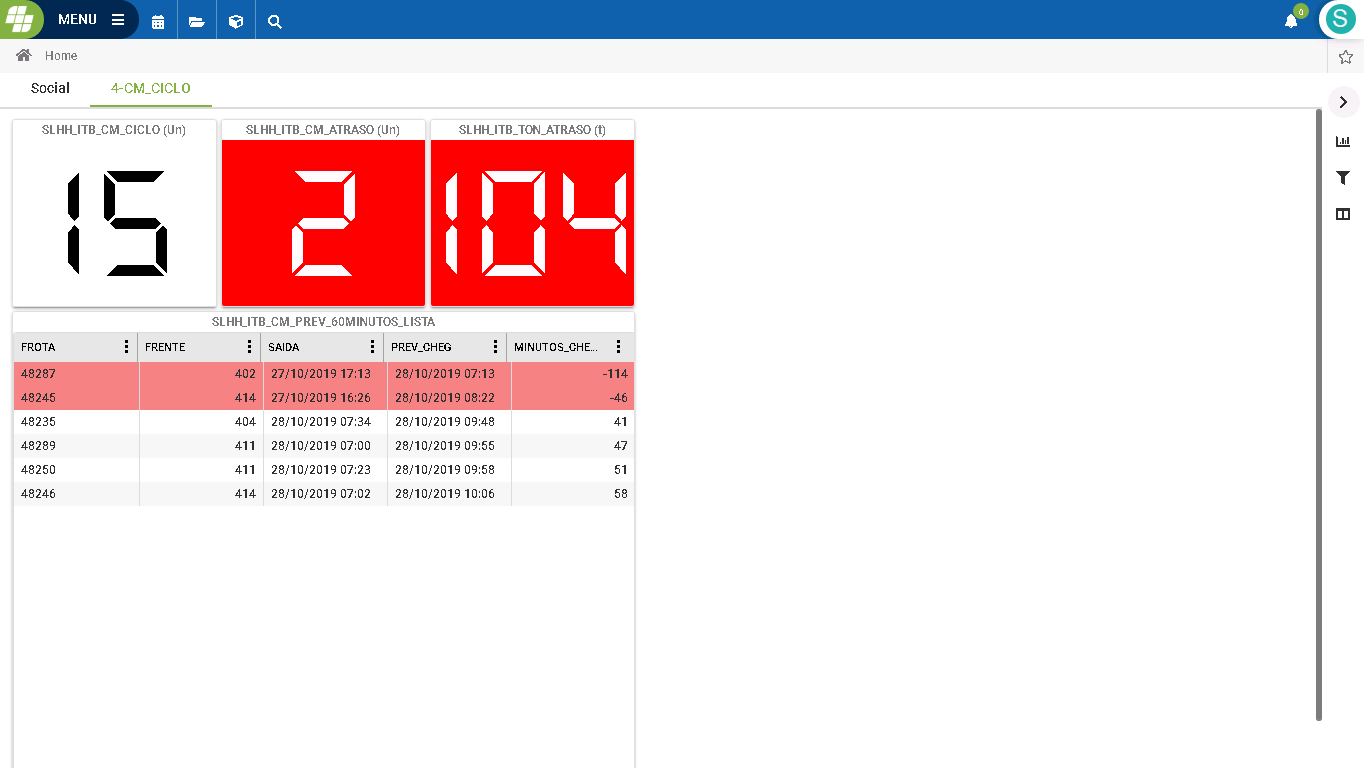 MENU
0
S
Home
Social 4-CM_CICLO
SLHH_ITB_CM_CICLO (Un) SLHH_ITB_CM_ATRASO (Un) SLHH_ITB_TON_ATRASO (t)
15 2 104
SLHH_ITB_CM_PREV_60MINUTOS_LISTA
FROTA FRENTE SAIDA PREV_CHEG MINUTOS_CHE...
48287 402 27/10/2019 17:13 28/10/2019 07:13 -114
48245 414 27/10/2019 16:26 28/10/2019 08:22 -46
48235 404 28/10/2019 07:34 28/10/2019 09:48 41
48289 411 28/10/2019 07:00 28/10/2019 09:55 47
48250 411 28/10/2019 07:23 28/10/2019 09:58 51
48246 414 28/10/2019 07:02 28/10/2019 10:06 58